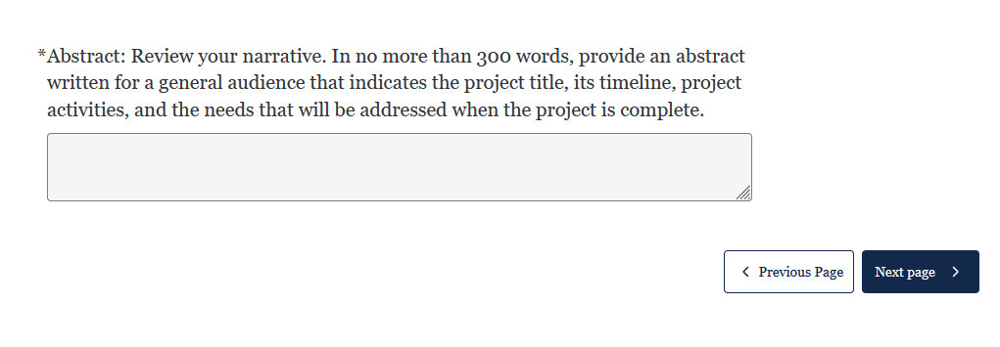 *Abstract: Review your narrative. In no more than 300 words, provide an abstract
written for a general audience that indicates the project title, its timeline, project
activities, and the needs that will be addressed when the project is complete.
Previous Page
Next page